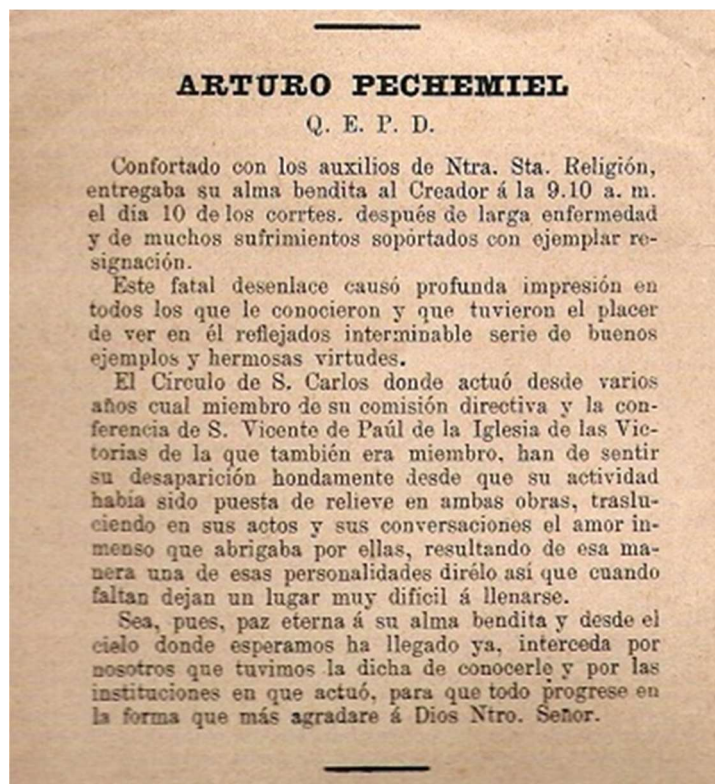 ARTURO PECHEMIEL
Q. E. P. D.
Confortado con los auxilios de Ntra. Sta. Religión,
entregaba su alma bendita al Creador á la 9.10 a. m.
el día 10 de los corrtes. después de larga enfermedad
y de muchos sufrimientos soportados con ejemplar re-
signación.
Este fatal desenlace causó profunda impresión en
todos los que le conocieron y que tuvieron el placer
de ver en él reflejados interminable serie de buenos
ejemplos y hermosas virtudes.
El Círculo de S. Carlos donde actuó desde varios
años cual miembro de su comisión directiva y la con-
ferencia de S. Vicente de Paúl de la Iglesia de las Vic-
torias de la que también era miembro, han de sentir
su desaparición hondamente desde que su actividad
había sido puesta de relieve en ambas obras, traslu-
ciendo en sus actos y sus conversaciones el amor in-
menso que abrigaba por ellas, resultando de esa ma-
nera una de esas personalidades dirélo así que cuando
faltan dejan un lugar muy difícil á llenarse.
Sea, pues, paz eterna á su alma bendita y desde el
cielo donde esperamos ha llegado ya, interceda por
nosotros que tuvimos la dicha de conocerle y por las
instituciones en que actuó, para que todo progrese en
la forma que más agradare á Dios Ntro. Señor.